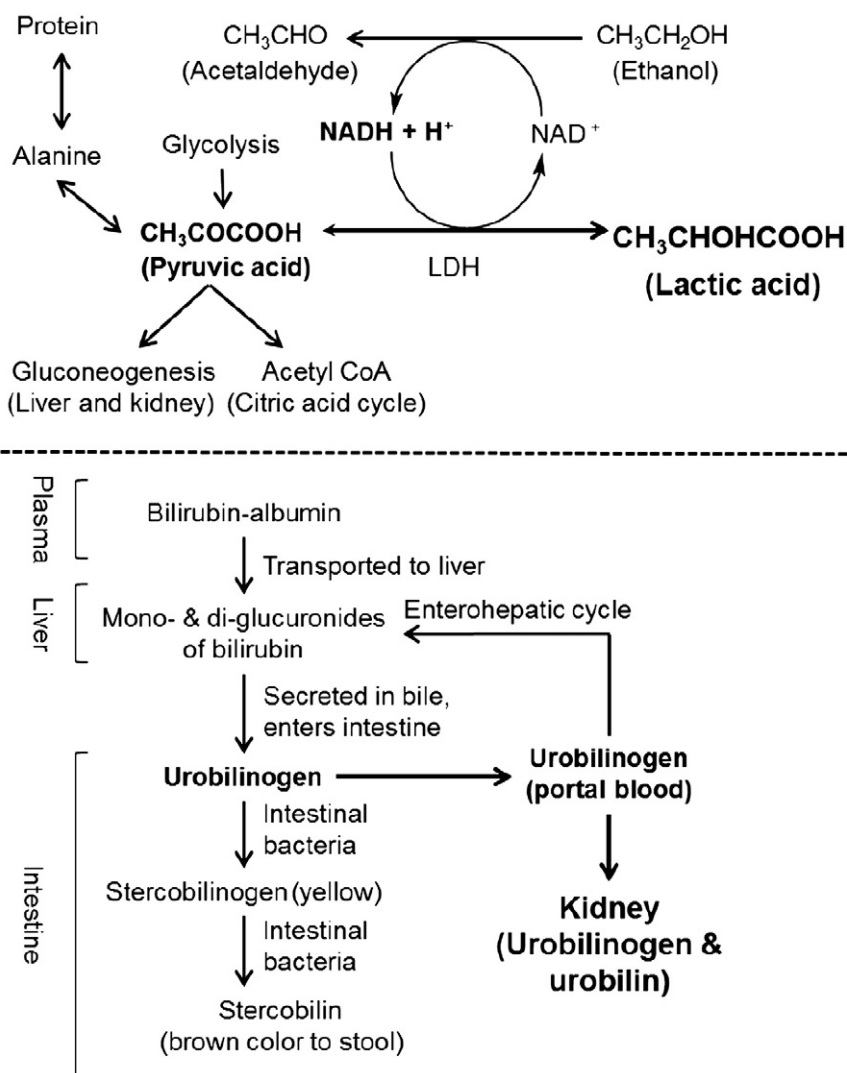 Protein
CH₃CHO
(Acetaldehyde)
CH₃CH₂OH
(Ethanol)
NADH + H⁺
NAD⁺
Alanine
Glycolysis
CH₃COCOOH
(Pyruvic acid)
LDH
CH₃CHOHCOOH
(Lactic acid)
Gluconeogenesis
(Liver and kidney)
Acetyl CoA
(Citric acid cycle)
Plasma
Bilirubin-albumin
Transported to liver
Liver
Mono- & di-glucuronides
of bilirubin
Enterohepatic cycle
Secreted in bile,
enters intestine
Intestine
Urobilinogen
Urobilinogen
(portal blood)
Intestinal
bacteria
Stercobilinogen (yellow)
Kidney
(Urobilinogen &
urobilin)
Intestinal
bacteria
Stercobilin
(brown color to stool)